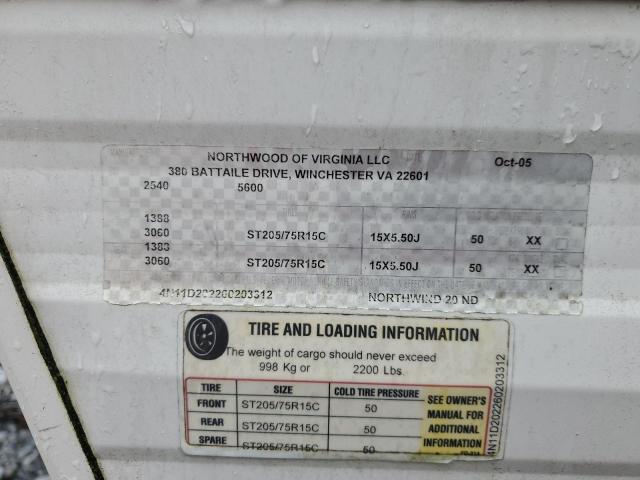 NORTHWOOD OF VIRGINIA LLC Oct-05
380 BATTAILE DRIVE, WINCHESTER VA 22601
2540 5600
1388
3060 ST205/75R15C 15X5.50J 50 XX
1383
3060 ST205/75R15C 15X5.50J 50 XX
4N11D202260203312 NORTHWIND 20 ND
TIRE AND LOADING INFORMATION
The weight of cargo should never exceed
998 Kg or 2200 Lbs.
TIRE SIZE COLD TIRE PRESSURE
FRONT ST205/75R15C 50
REAR ST205/75R15C 50
SPARE ST205/75R15C 50
SEE OWNER'S
MANUAL FOR
ADDITIONAL
INFORMATION
4N11D202260203312